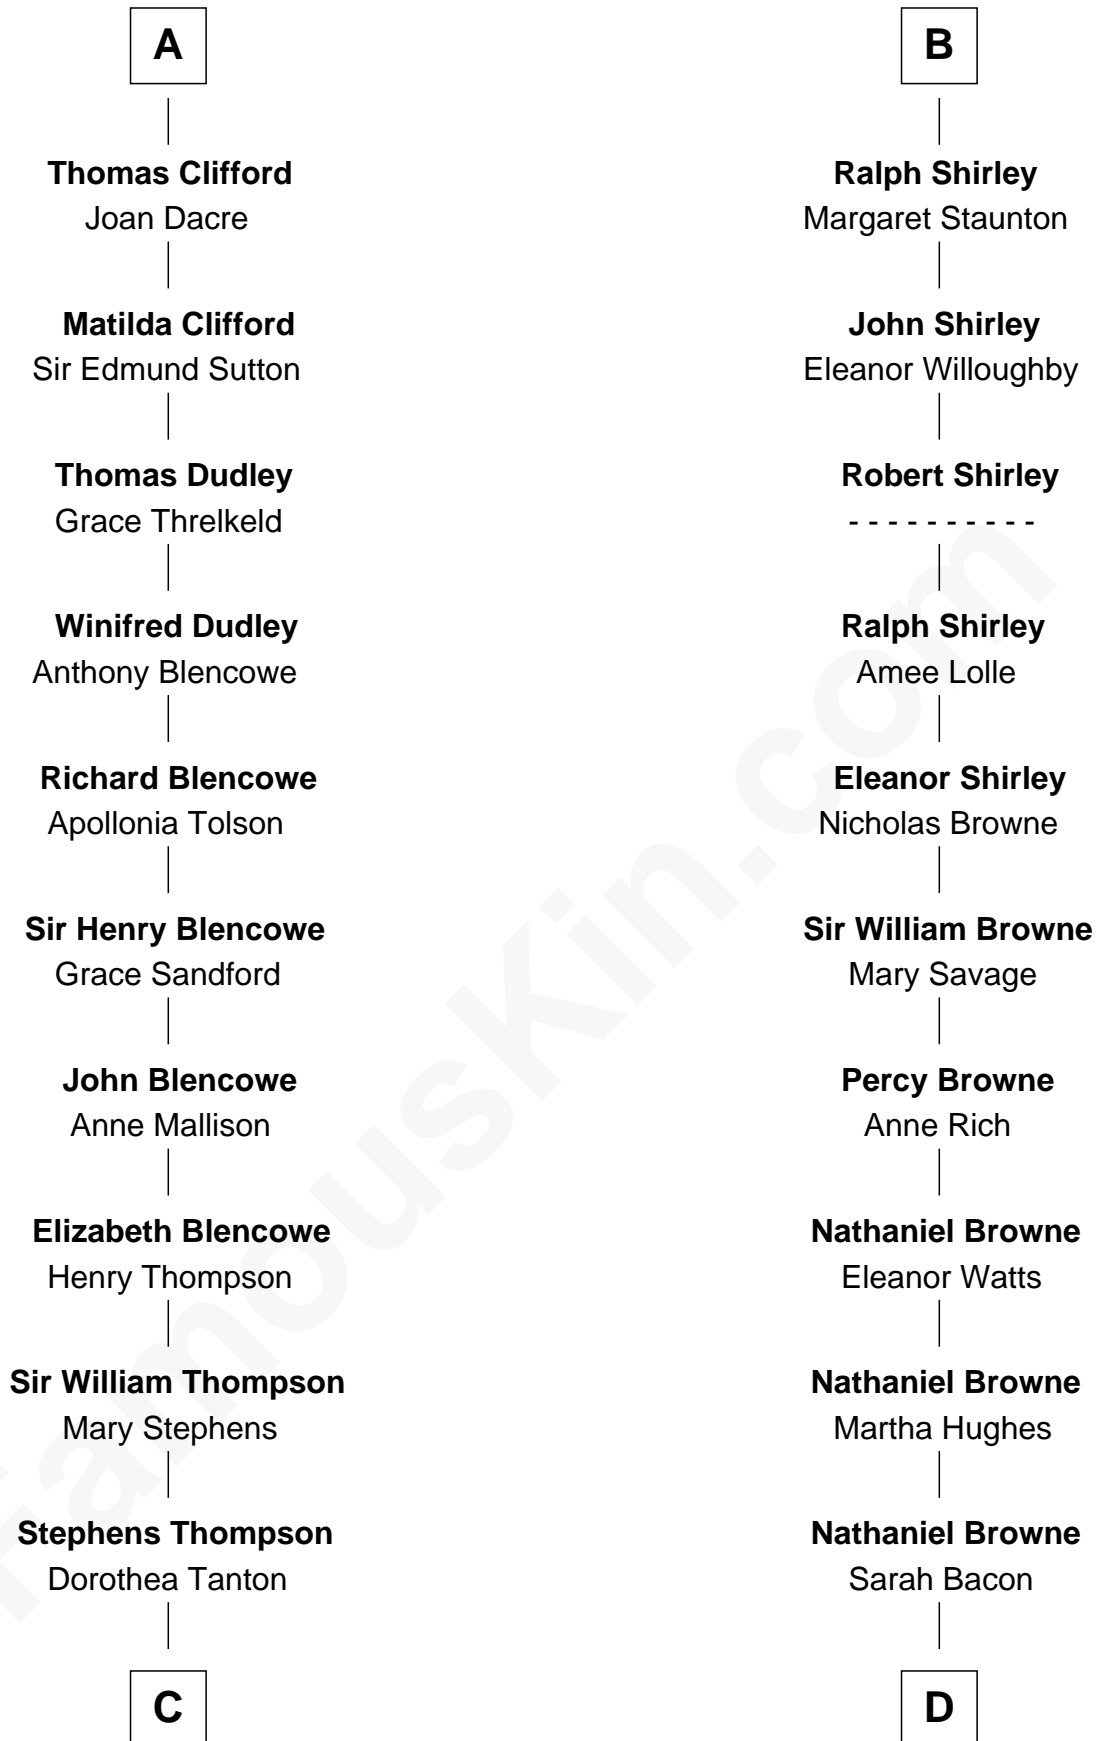 A
Thomas Clifford
Joan Dacre
Matilda Clifford
Sir Edmund Sutton
Thomas Dudley
Grace Threlkeld
Winifred Dudley
Anthony Blencowe
Richard Blencowe
Apollonia Tolson
Sir Henry Blencowe
Grace Sandford
John Blencowe
Anne Mallison
Elizabeth Blencowe
Henry Thompson
Sir William Thompson
Mary Stephens
Stephens Thompson
Dorothea Tanton
C
B
Ralph Shirley
Margaret Staunton
John Shirley
Eleanor Willoughby
Robert Shirley
- - - - - - - - - -
Ralph Shirley
Amee Lolle
Eleanor Shirley
Nicholas Browne
Sir William Browne
Mary Savage
Percy Browne
Anne Rich
Nathaniel Browne
Eleanor Watts
Nathaniel Browne
Martha Hughes
Nathaniel Browne
Sarah Bacon
D
FamousKin.com